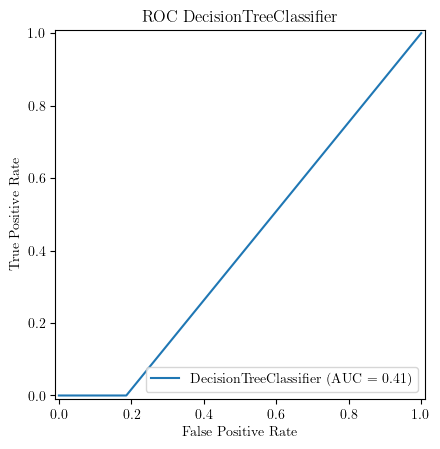 ROC DecisionTreeClassifier
1.0
0.8
0.6
0.4
0.2
0.0
True Positive Rate
DecisionTreeClassifier (AUC = 0.41)
0.0 0.2 0.4 0.6 0.8 1.0
False Positive Rate